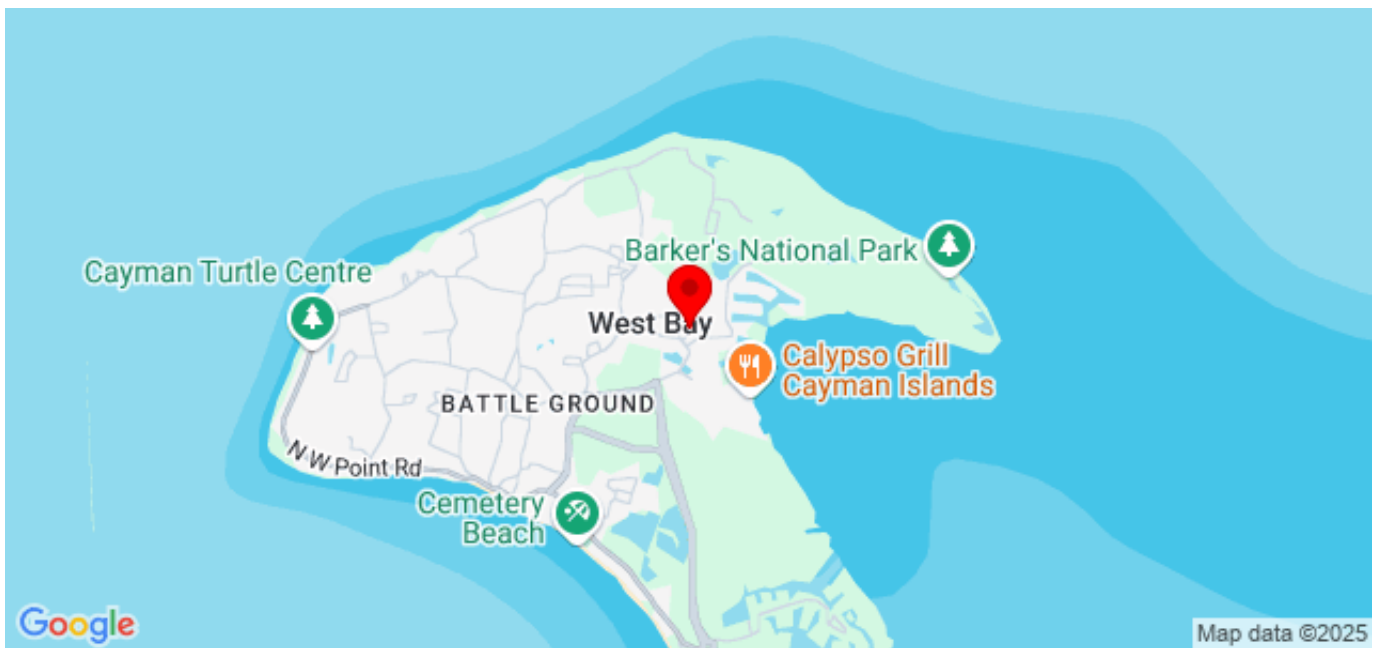 Barker's National Park
Cayman Turtle Centre
West Bay
Calypso Grill
Cayman Islands
BATTLE GROUND
N W Point Rd
Cemetery
Beach
Google
Map data ©2025